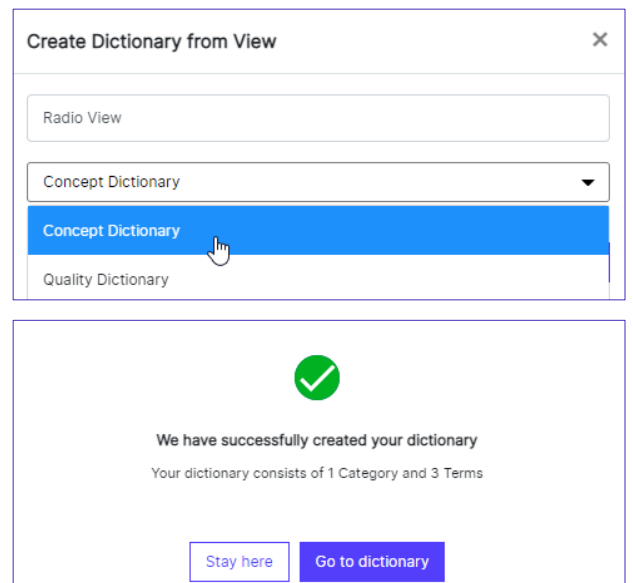 Create Dictionary from View
Radio View
Concept Dictionary
Concept Dictionary
Quality Dictionary
We have successfully created your dictionary
Your dictionary consists of 1 Category and 3 Terms
Stay here
Go to dictionary